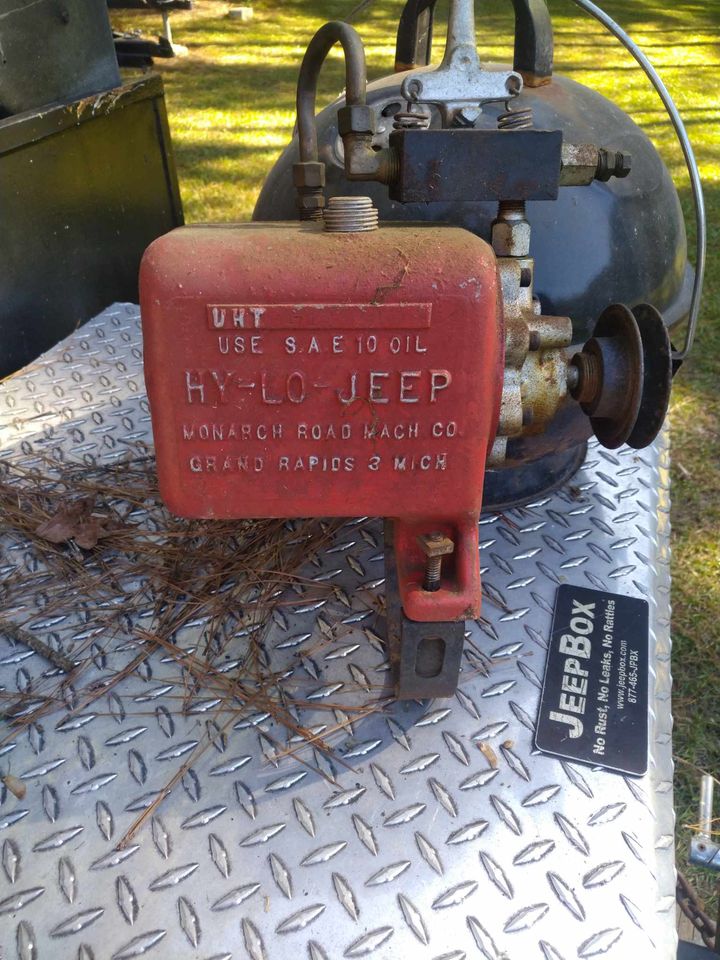 UHT
USE S.A.E 10 OIL
HY-LO-JEEP
MONARCH ROAD MACH CO
GRAND RAPIDS 3 MICH
JEEPBOX
No Rust, No Leaks, No Rattles
www.jeepbox.com
877-465-JPBX